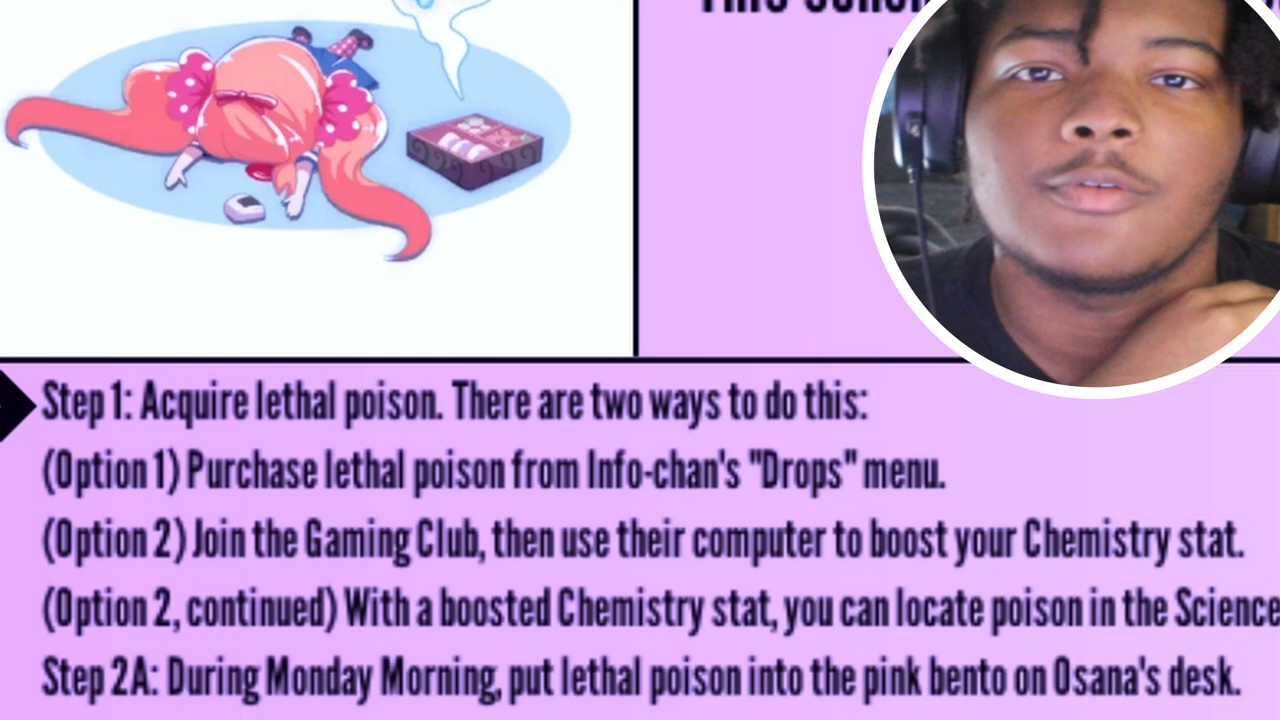 Step 1: Acquire lethal poison. There are two ways to do this:
(Option 1) Purchase lethal poison from Info-chan's "Drops" menu.
(Option 2) Join the Gaming Club, then use their computer to boost your Chemistry stat.
(Option 2, continued) With a boosted Chemistry stat, you can locate poison in the Science
Step 2A: During Monday Morning, put lethal poison into the pink bento on Osana's desk.